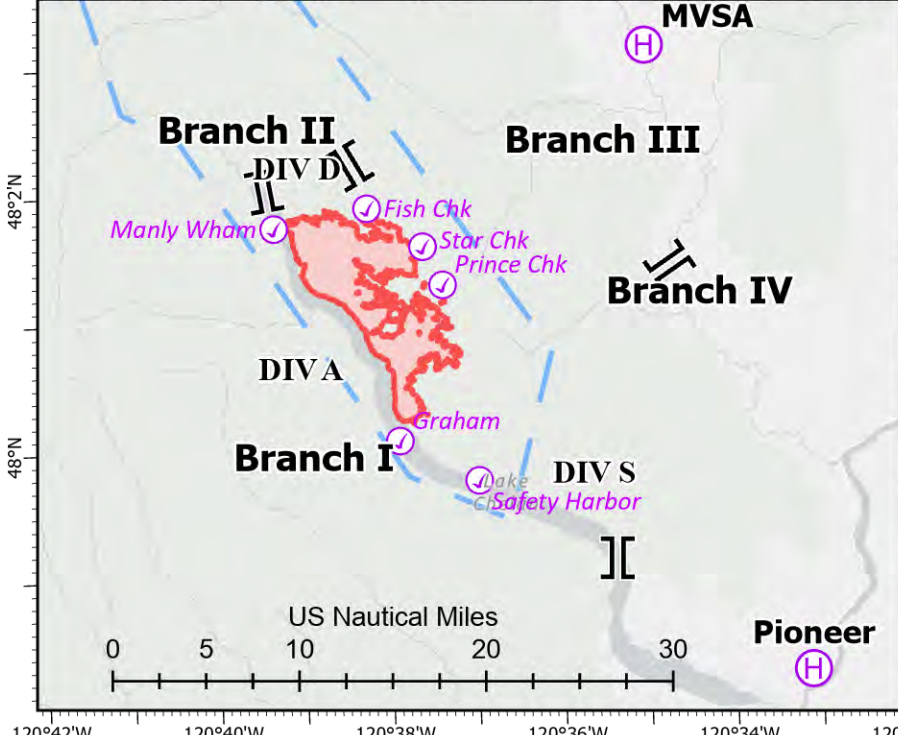 MVSA
H
Branch II
Branch III
DIV D
48°2'N
Fish Chk
Manly Wham
Star Chk
Prince Chk
Branch IV
DIV A
Graham
48°N
Branch I
DIV S
Lake
Safety Harbor
US Nautical Miles
0 5 10 20 30
Pioneer
H
120°42'W 120°40'W 120°38'W 120°36'W 120°34'W